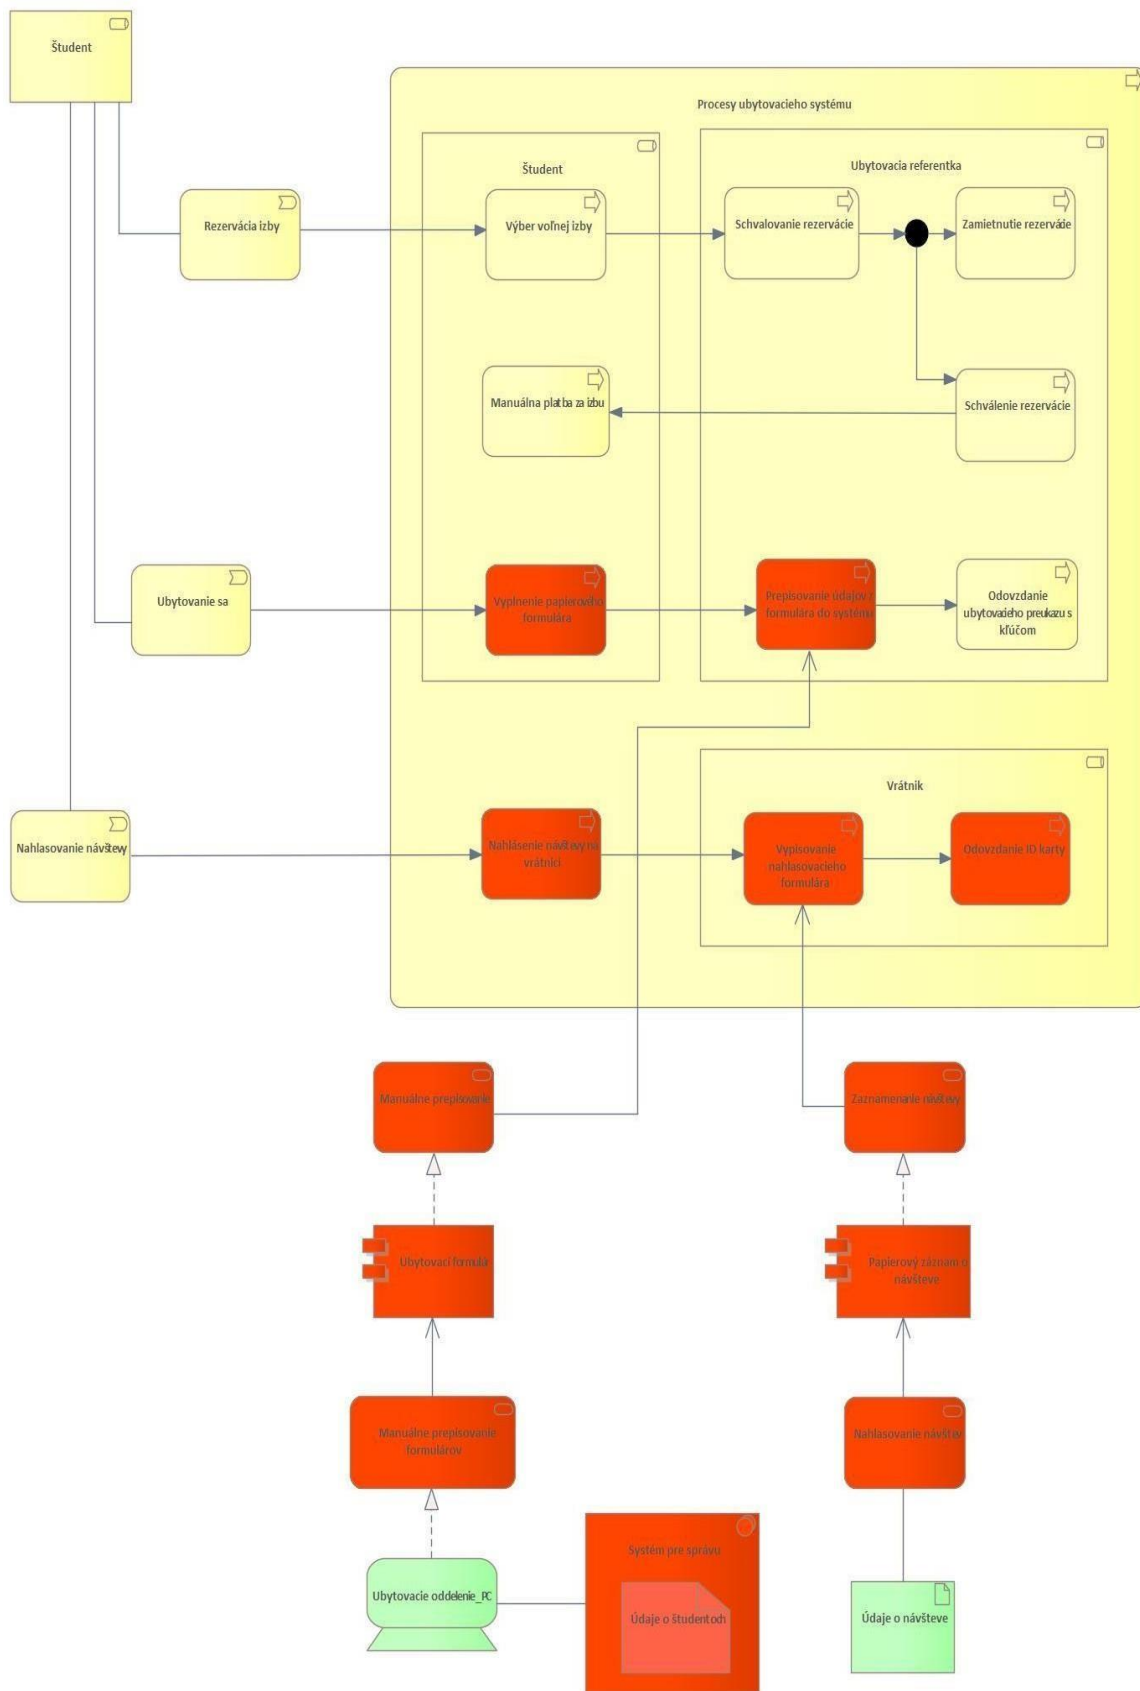 Študent
Procesy ubytovacieho systému
Študent
Ubytovacia referentka
Rezervácia izby
Výber voľnej izby
Schvalovanie rezervácie
Zamietnutie rezervácie
Manuálna platba za izbu
Schválenie rezervácie
Ubytovanie sa
Vyplnenie papierového
formulára
Prepisovanie údajov z
formulára do systému
Odovzdanie
ubytovacieho preukazu s
kľúčom
Vrátnik
Nahlasovanie návštevy
Nahlásenie návštevy na
vrátnici
Vypisovanie
nahlasovacieho
formulára
Odovzdanie ID karty
Manuálne prepisovanie
Zaznamenanie návštevy
Ubytovací formulár
Papierový záznam o
návšteve
Manuálne prepisovanie
formulárov
Nahlasovanie návštev
Systém pre správu
Ubytovacie oddelenie_PC
Údaje o študentoch
Údaje o návšteve